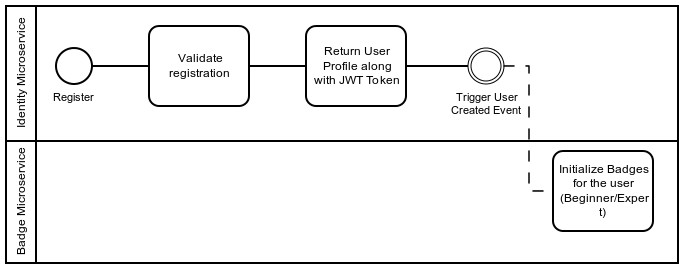 Identity Microservice
Register
Validate
registration
Return User
Profile along
with JWT Token
Trigger User
Created Event
Badge Microservice
Initialize Badges
for the user
(Beginner/Exper
t)